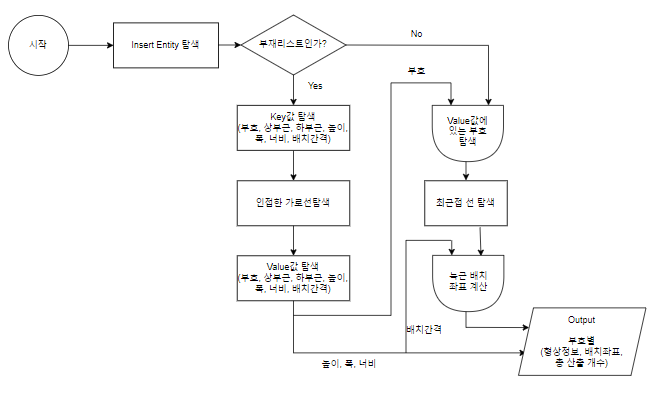 시작
Insert Entity 탐색
부재리스트인가?
No
Yes
부호
Key값 탐색
(부호, 상부근, 하부근, 높이,
폭, 너비, 배치간격)
Value값에
있는 부호
탐색
인접한 가로선탐색
최근접 선 탐색
Value값 탐색
(부호, 상부근, 하부근, 높이,
폭, 너비, 배치간격)
늑근 배치
좌표 계산
배치간격
높이, 폭, 너비
Output
부호별
(형상정보, 배치좌표,
총 산출 개수)